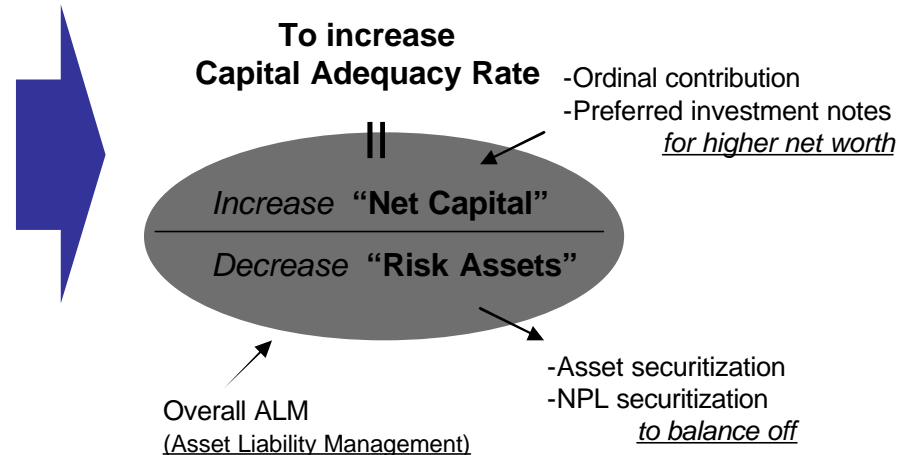 To increase
Capital Adequacy Rate
-Ordinal contribution
-Preferred investment notes
for higher net worth
=
Increase “Net Capital”
Decrease “Risk Assets”
-Asset securitization
-NPL securitization
to balance off
Overall ALM
(Asset Liability Management)